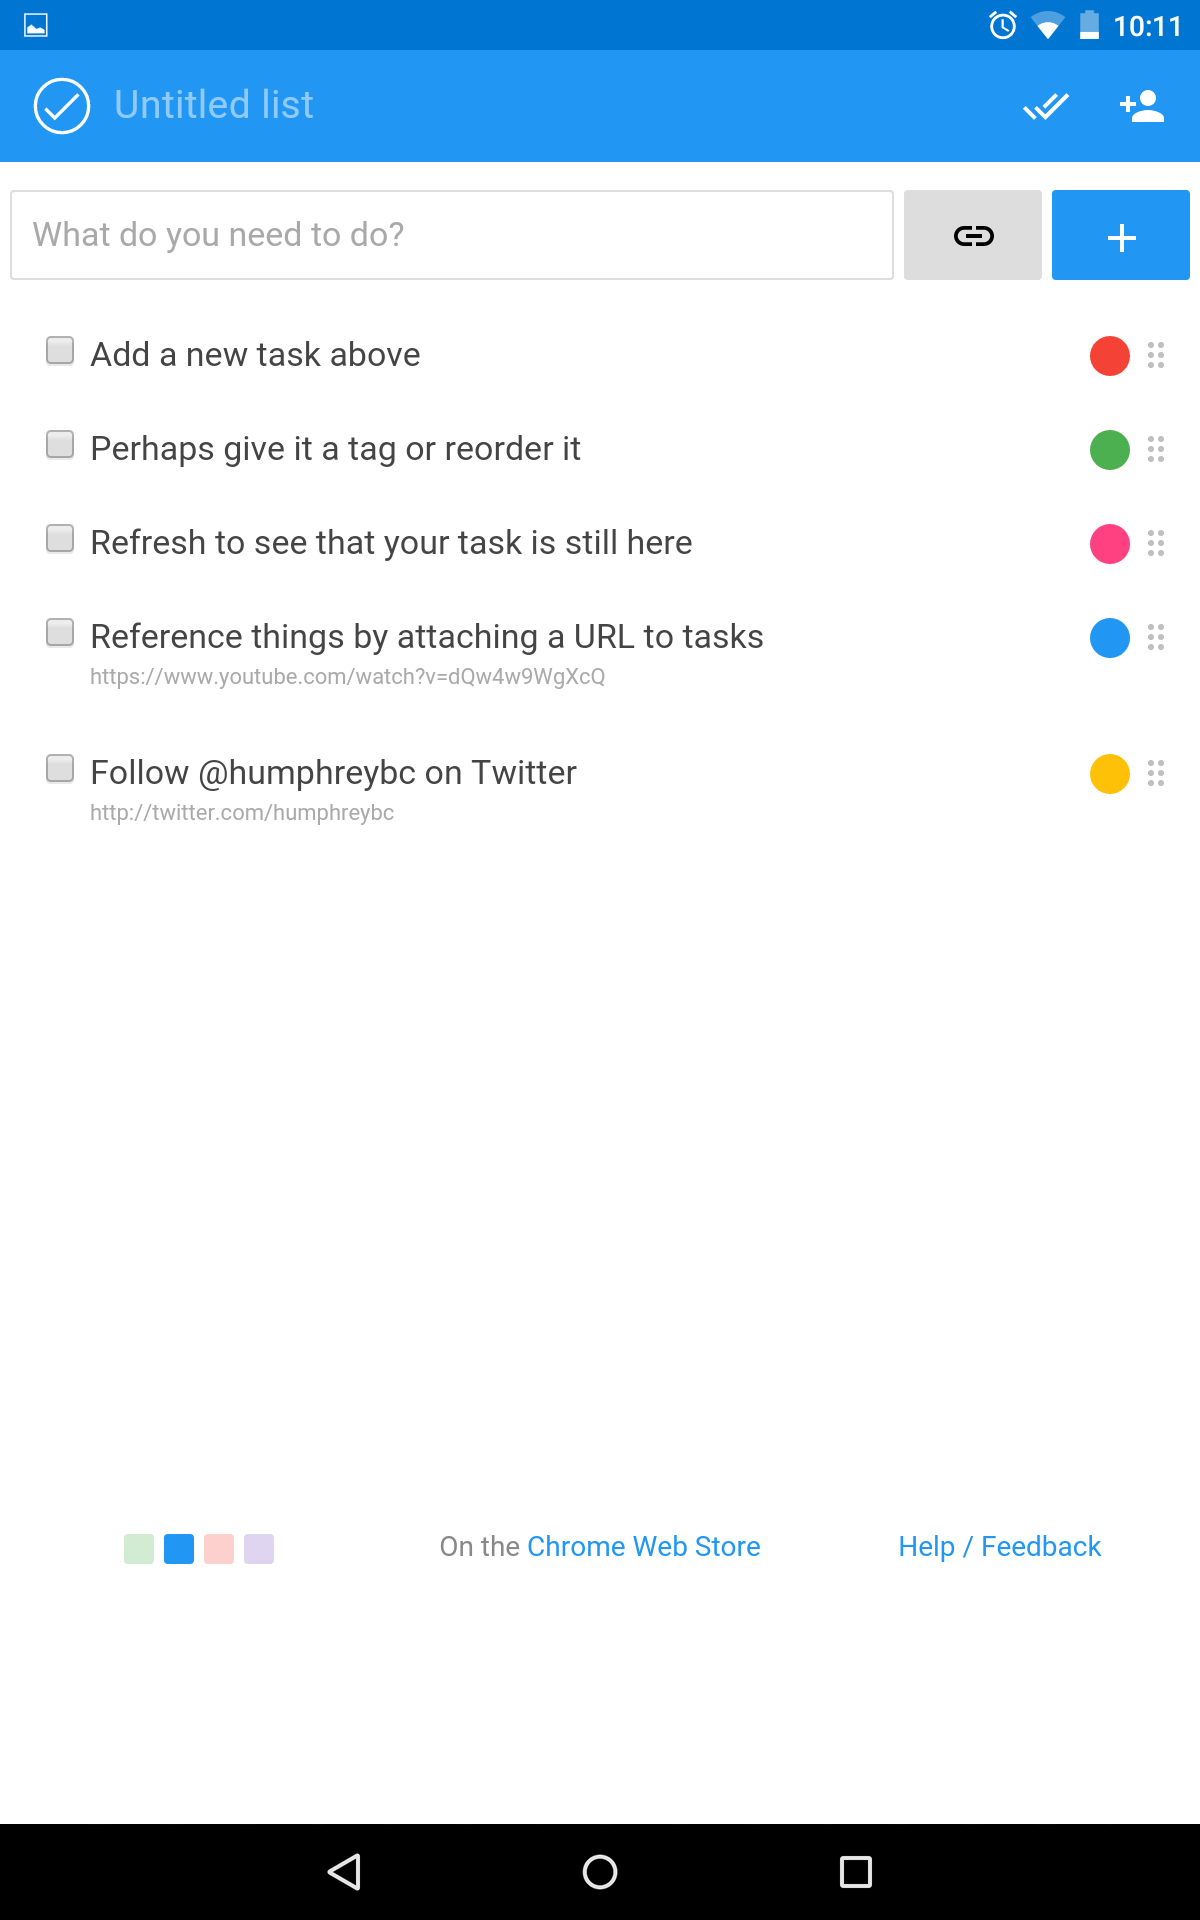 10:11
Untitled list
What do you need to do?
Add a new task above
Perhaps give it a tag or reorder it
Refresh to see that your task is still here
Reference things by attaching a URL to tasks
https://www.youtube.com/watch?v=dQw4w9WgXcQ
Follow @humphreybc on Twitter
http://twitter.com/humphreybc
On the Chrome Web Store
Help / Feedback